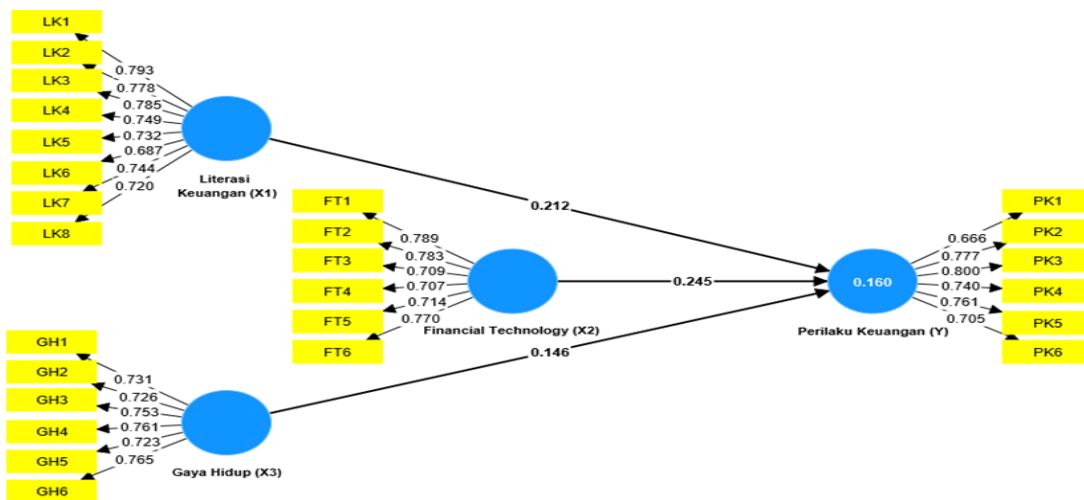 LK1
LK2
LK3
LK4
LK5
LK6
LK7
LK8
0.793
0.778
0.785
0.749
0.732
0.687
0.744
0.720
Literasi
Keuangan (X1)
0.212
FT1
FT2
FT3
FT4
FT5
FT6
0.789
0.783
0.709
0.707
0.714
0.770
Financial Technology (X2)
0.245
GH1
GH2
GH3
GH4
GH5
GH6
0.731
0.726
0.753
0.761
0.723
0.765
Gaya Hidup (X3)
0.146
0.160
Perilaku Keuangan (Y)
0.666
0.777
0.800
0.740
0.761
0.705
PK1
PK2
PK3
PK4
PK5
PK6